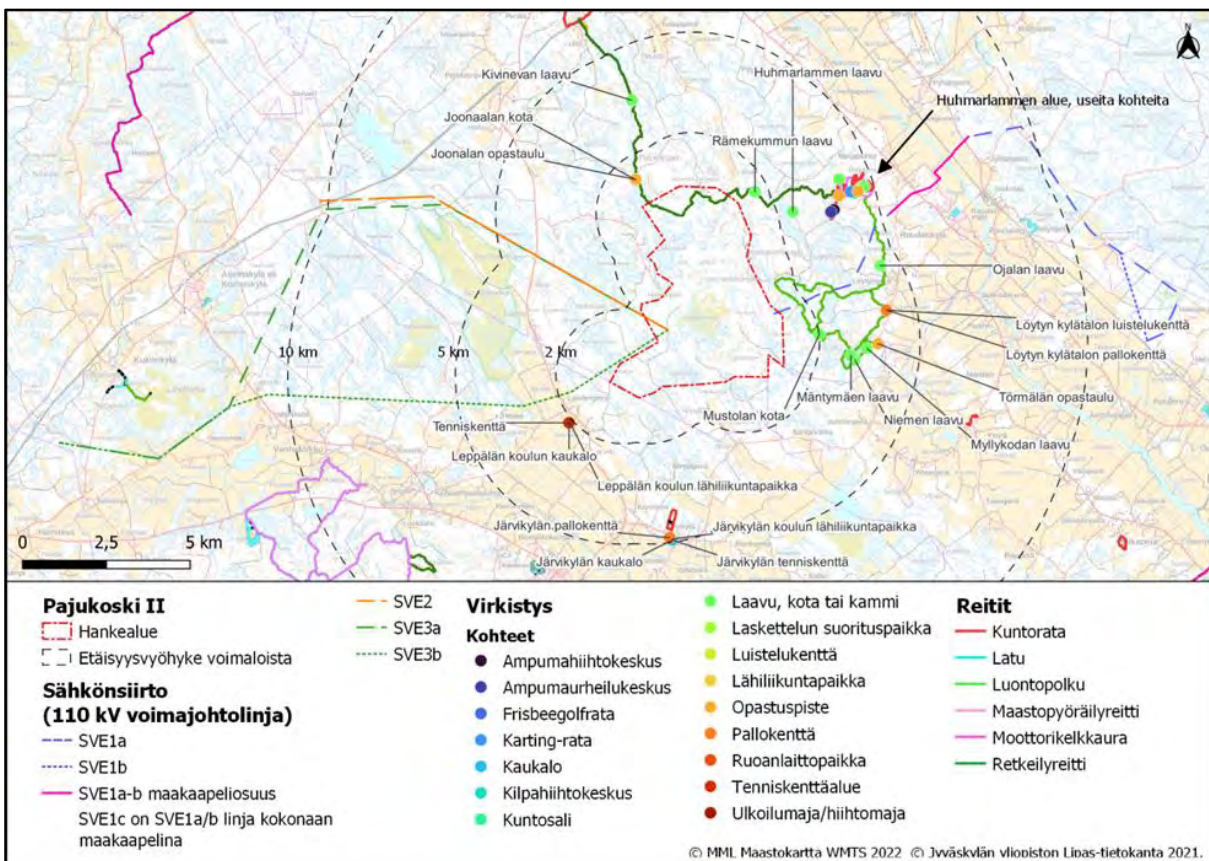 N
Kivinevan laavu
Huhmarlammen laavu
Huhmarlammen alue, useita kohteita
Joonaalan kota
Rämekummun laavu
Joonalan opastaulu
Ojalan laavu
Löytyn kylätalon luistelukenttä
10 km
5 km
2 km
Löytyn kylätalon pallokenttä
Törmälän opastaulu
Mustolan kota
Mäntymäen laavu
Niemen laavu
Tenniskenttä
Myllykodan laavu
Leppälän koulun kaukalo
Leppälän koulun lähiliikuntapaikka
Järvikylän pallokenttä
Järvikylän koulun lähiliikuntapaikka
Järvikylän kaukalo
Järvikylän tenniskenttä
0 2,5 5 km
Pajukoski II
Hankealue
Etäisyysvyöhyke voimaloista
Sähkönsiirto
(110 kV voimajohtolinja)
SVE1a
SVE1b
SVE1a-b maakaapeliosuus
SVE1c on SVE1a/b linja kokonaan
maakaapelina
SVE2
SVE3a
SVE3b
Virkistys
Kohteet
Ampumahiihtokeskus
Ampumaurheilukeskus
Frisbeegolfrata
Karting-rata
Kaukalo
Kilpahiihtokeskus
Kuntosali
Laavu, kota tai kammi
Laskettelun suorituspaikka
Luistelukenttä
Lähiliikuntapaikka
Opastuspiste
Pallokenttä
Ruoanlaittopaikka
Tenniskenttäalue
Ulkoilumaja/hiihtomaja
Reitit
Kuntorata
Latu
Luontopolku
Maastopyöräilyreitti
Moottorikelkkaura
Retkeilyreitti
© MML Maastokartta WMTS 2022 © Jyväskylän yliopiston Lipas-tietokanta 2021.